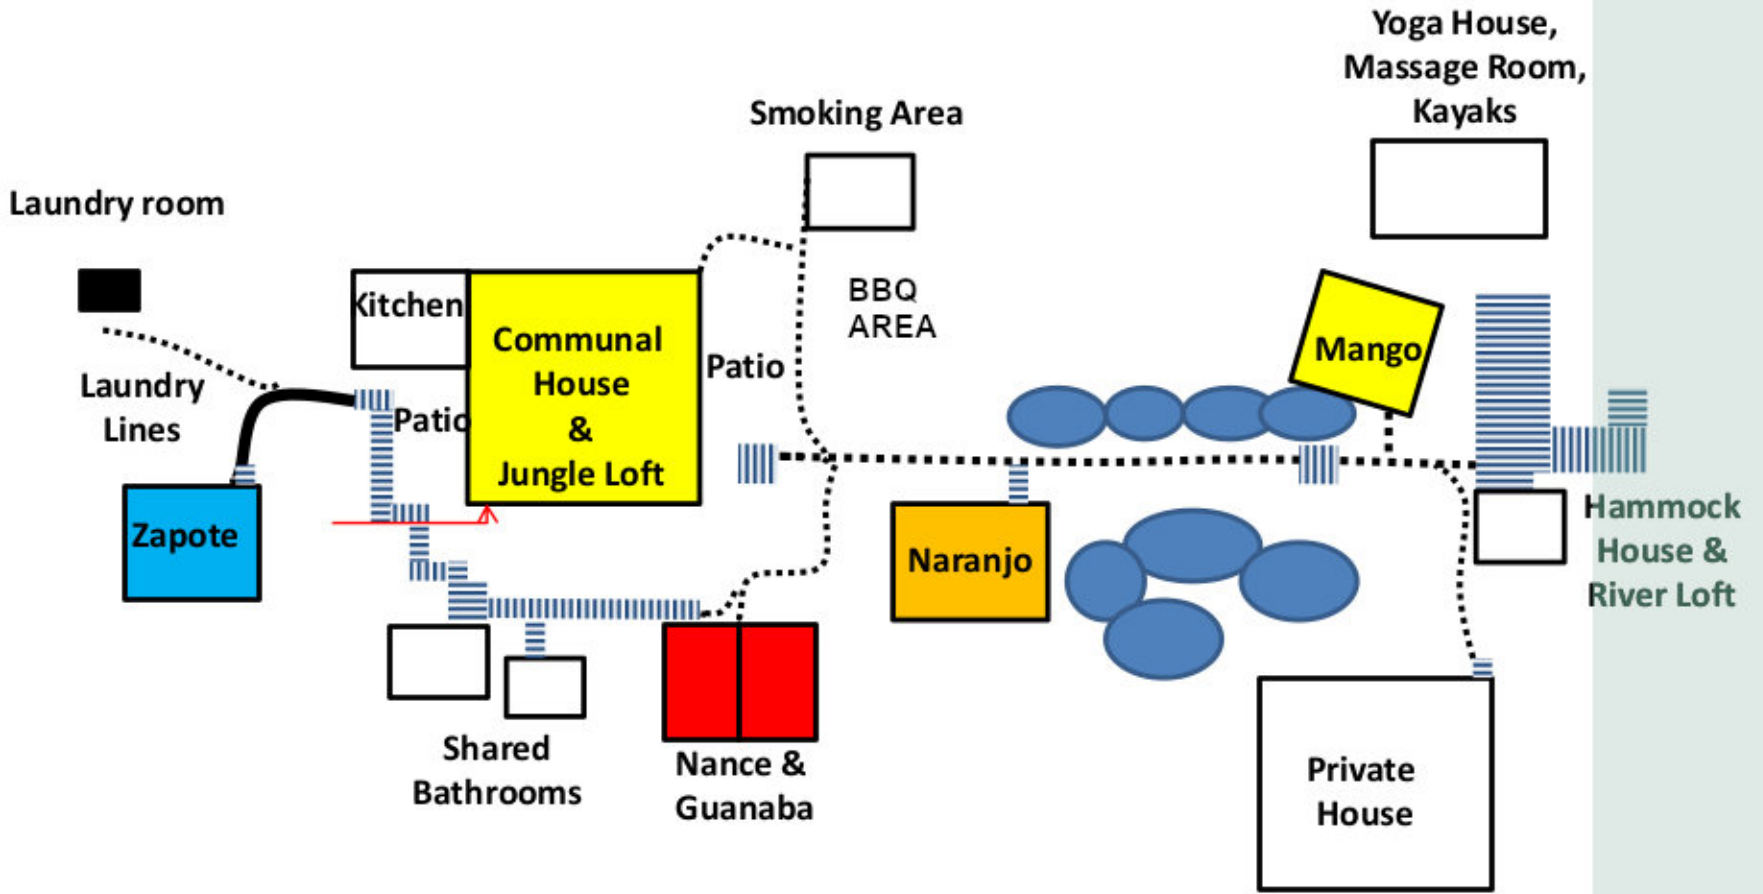 Yoga House,
Massage Room,
Kayaks
Smoking Area
Laundry room
Kitchen
BBQ
AREA
Communal
House
&
Jungle Loft
Patio
Mango
Laundry
Lines
Patio
Zapote
Naranjo
Hammock
House &
River Loft
Shared
Bathrooms
Nance &
Guanaba
Private
House